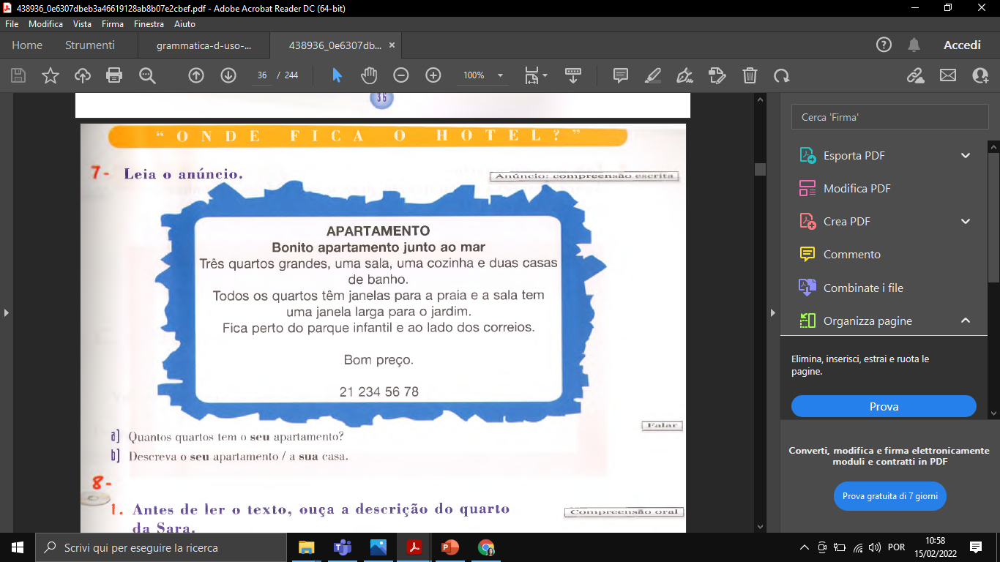 438936_0e6307dbeb3a46619128ab8b07e2cbef.pdf - Adobe Acrobat Reader DC (64-bit)
File Modifica Vista Firma Finestra Aiuto
Home Strumenti grammatica-d-uso-... 438936_0e6307db... × Accedi
36 / 244 100%
36
"ONDE FICA O HOTEL?"
7- Leia o anúncio.
Anúncio: compreensão escrita
APARTAMENTO
Bonito apartamento junto ao mar
Três quartos grandes, uma sala, uma cozinha e duas casas
de banho.
Todos os quartos têm janelas para a praia e a sala tem
uma janela larga para o jardim.
Fica perto do parque infantil e ao lado dos correios.
Bom preço.
21 234 56 78
Falar
a) Quantos quartos tem o seu apartamento?
b) Descreva o seu apartamento / a sua casa.
8-
1. Antes de ler o texto, ouça a descrição do quarto
da Sara.
Compreensão oral
Cerca 'Firma'
Esporta PDF
Modifica PDF
Crea PDF
Commento
Combinate i file
Organizza pagine
Elimina, inserisci, estrai e ruota le
pagine.
Prova
Converti, modifica e firma elettronicamente
moduli e contratti in PDF
Prova gratuita di 7 giorni
Scrivi qui per eseguire la ricerca
POR
10:58
15/02/2022